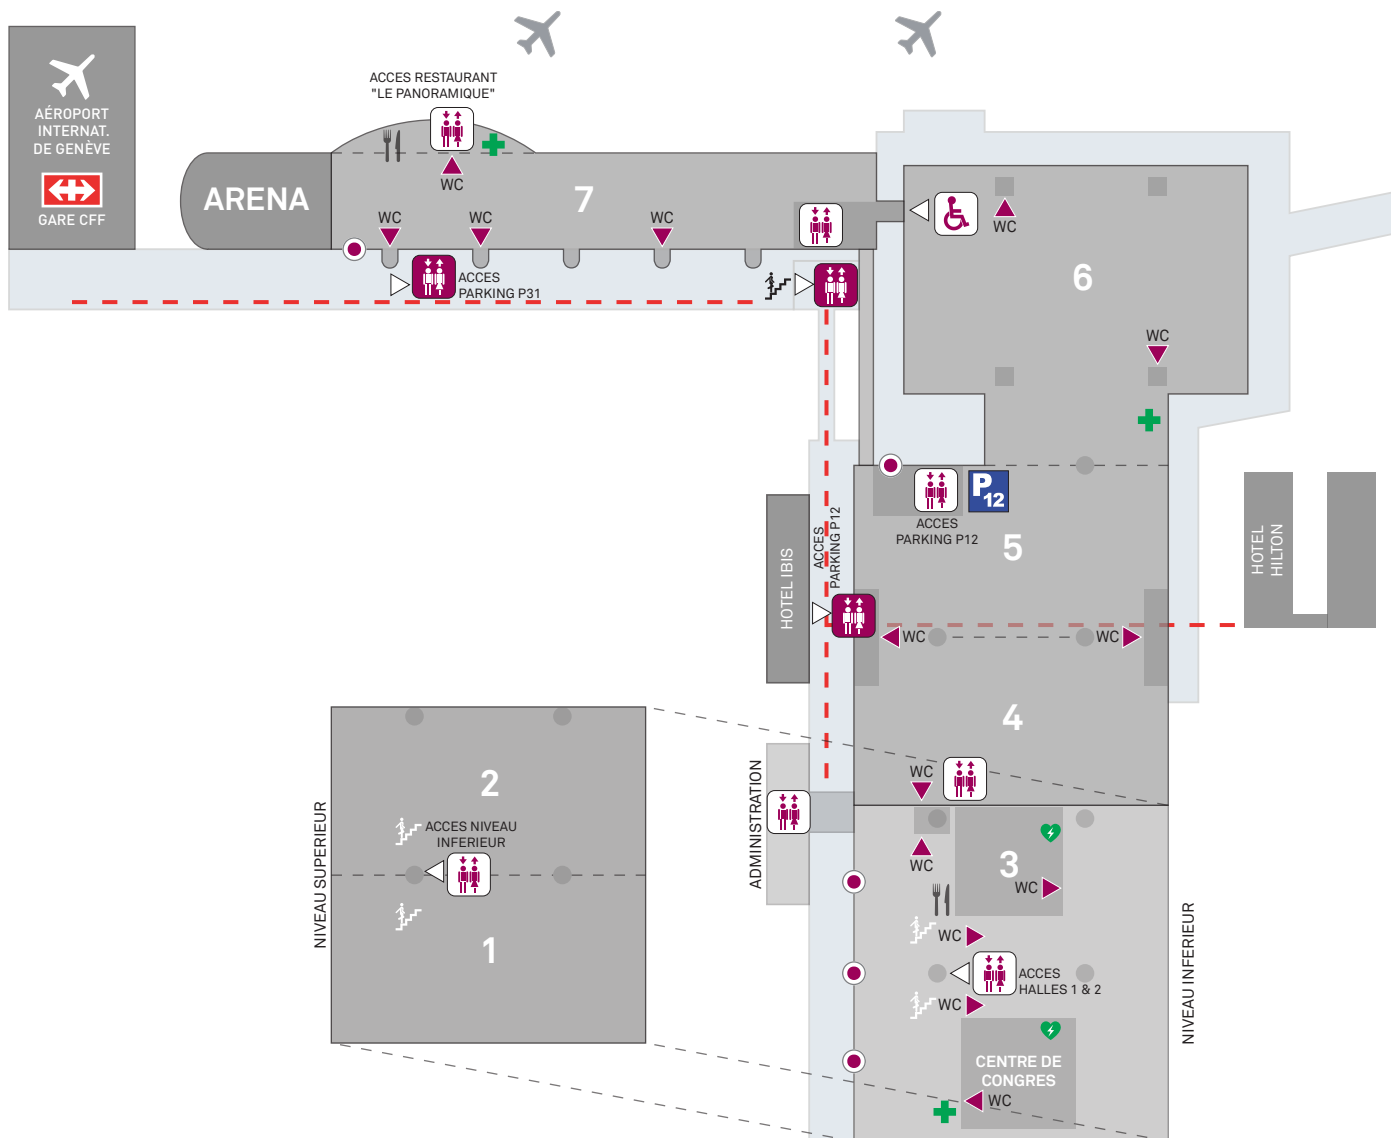 AÉROPORT
INTERNAT.
DE GENÈVE
GARE CFF
ACCES RESTAURANT
"LE PANORAMIQUE"
WC
ARENA
7
WC
WC
WC
ACCES
PARKING P31
WC
6
WC
P12
ACCES
PARKING P12
5
ACCES
PARKING P12
HOTEL IBIS
HOTEL
HILTON
WC
WC
4
WC
ADMINISTRATION
NIVEAU SUPERIEUR
2
ACCES NIVEAU
INFERIEUR
1
WC
3
WC
WC
ACCES
HALLES 1 & 2
WC
NIVEAU INFERIEUR
CENTRE DE
CONGRES
WC